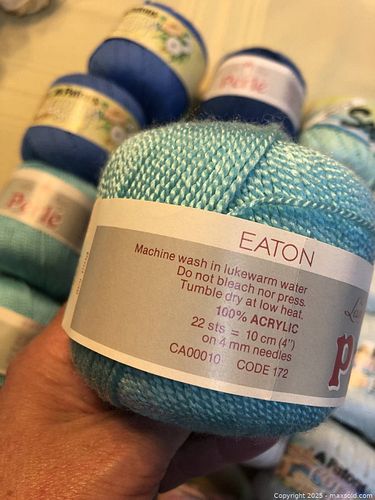 Perle
Perle
EATON
Machine wash in lukewarm water
Do not bleach nor press.
Tumble dry at low heat.
100% ACRYLIC
22 sts = 10 cm (4")
on 4 mm needles
CA00010 CODE 172
P
Copyright 2025 - maxsold.com